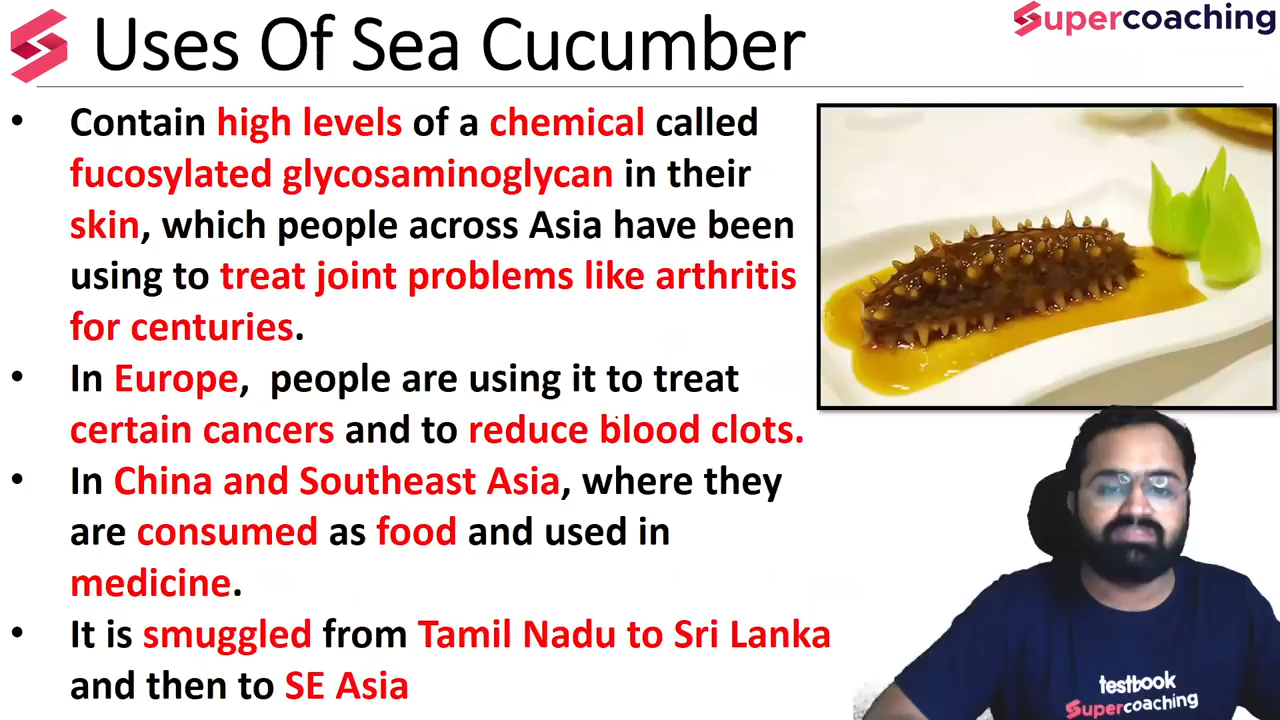 Uses Of Sea Cucumber
Supercoaching
• Contain high levels of a chemical called
fucosylated glycosaminoglycan in their
skin, which people across Asia have been
using to treat joint problems like arthritis
for centuries.
• In Europe, people are using it to treat
certain cancers and to reduce blood clots.
• In China and Southeast Asia, where they
are consumed as food and used in
medicine.
• It is smuggled from Tamil Nadu to Sri Lanka
and then to SE Asia
testbook
Supercoaching